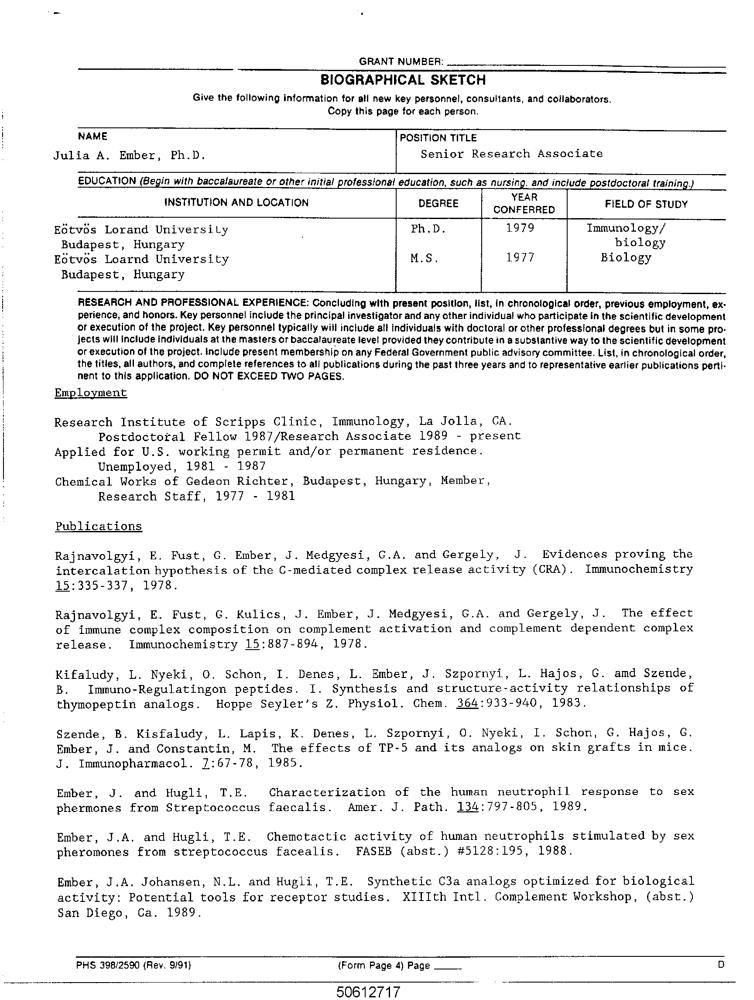 GRANT NUMBER:
BIOGRAPHICAL SKETCH
Give the following information for all new key personnel, consultants, and collaborators.
Copy this page for each person.
NAME
POSITION TITLE
Julia A. Ember, Ph.D.
Senior Research Associate
EDUCATION (Begin with baccalaureate or other initial professional education, such as nursing, and include postdoctoral training.)
INSTITUTION AND LOCATION
DEGREE
YEAR
CONFERRED
FIELD OF STUDY
Eötvös Lorand University Ph.D. 1979 Immunology/
Budapest, Hungary biology
Eötvös Loarnd University M.S. 1977 Biology
Budapest, Hungary
RESEARCH AND PROFESSIONAL EXPERIENCE: Concluding with present position, list, in chronological order, previous employment, ex-
perience, and honors. Key personnel include the principal investigator and any other individual who participate in the scientific development
or execution of the project. Key personnel typically will include all individuals with doctoral or other professional degrees but in some pro-
jects will include individuals at the masters or baccalaureate level provided they contribute in a substantive way to the scientific development
or execution of the project. Include present membership on any Federal Government public advisory committee. List, in chronological order,
the titles, all authors, and complete references to all publications during the past three years and to representative earlier publications perti-
nent to this application. DO NOT EXCEED TWO PAGES.
Employment
Research Institute of Scripps Clinic, Immunology, La Jolla, CA.
Postdoctoral Fellow 1987/Research Associate 1989 - present
Applied for U.S. working permit and/or permanent residence.
Unemployed, 1981 - 1987
Chemical Works of Gedeon Richter, Budapest, Hungary, Member,
Research Staff, 1977 - 1981
Publications
Rajnavolgyi, E. Fust, G. Ember, J. Medgyesi, G.A. and Gergely, J. Evidences proving the
intercalation hypothesis of the C-mediated complex release activity (CRA). Immunochemistry
15:335-337, 1978.
Rajnavolgyi, E. Fust, G. Kulics, J. Ember, J. Medgyesi, G.A. and Gergely, J. The effect
of immune complex composition on complement activation and complement dependent complex
release. Immunochemistry 15:887-894, 1978.
Kifaludy, L. Nyeki, O. Schon, I. Denes, L. Ember, J. Szpornyi, L. Hajos, G. amd Szende,
B. Immuno-Regulatingon peptides. I. Synthesis and structure-activity relationships of
thymopeptin analogs. Hoppe Seyler's Z. Physiol. Chem. 364:933-940, 1983.
Szende, B. Kisfaludy, L. Lapis, K. Denes, L. Szpornyi, O. Nyeki, I. Schon, G. Hajos, G.
Ember, J. and Constantin, M. The effects of TP-5 and its analogs on skin grafts in mice.
J. Immunopharmacol. 7:67-78, 1985.
Ember, J. and Hugli, T.E. Characterization of the human neutrophil response to sex
phermones from Streptococcus faecalis. Amer. J. Path. 134:797-805, 1989.
Ember, J.A. and Hugli, T.E. Chemotactic activity of human neutrophils stimulated by sex
pheromones from streptococcus facealis. FASEB (abst.) #5128:195, 1988.
Ember, J.A. Johansen, N.L. and Hugli, T.E. Synthetic C3a analogs optimized for biological
activity: Potential tools for receptor studies. XIIIth Intl. Complement Workshop, (abst.)
San Diego, Ca. 1989.
PHS 398/2590 (Rev. 9/91) (Form Page 4) Page D
50612717